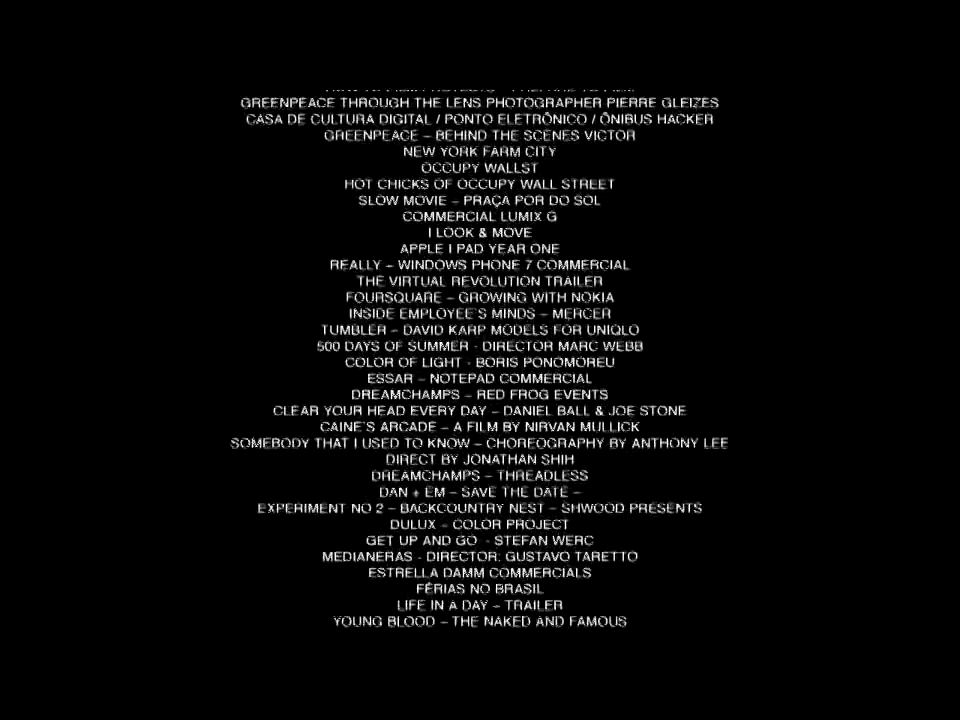 GREENPEACE THROUGH THE LENS PHOTOGRAPHER PIERRE GLEIZES
CASA DE CULTURA DIGITAL / PONTO ELETRÔNICO / ÔNIBUS HACKER
GREENPEACE – BEHIND THE SCENES VICTOR
NEW YORK FARM CITY
OCCUPY WALLST
HOT CHICKS OF OCCUPY WALL STREET
SLOW MOVIE – PRAÇA POR DO SOL
COMMERCIAL LUMIX G
I LOOK & MOVE
APPLE I PAD YEAR ONE
REALLY – WINDOWS PHONE 7 COMMERCIAL
THE VIRTUAL REVOLUTION TRAILER
FOURSQUARE – GROWING WITH NOKIA
INSIDE EMPLOYEE'S MINDS – MERCER
TUMBLER – DAVID KARP MODELS FOR UNIQLO
500 DAYS OF SUMMER - DIRECTOR MARC WEBB
COLOR OF LIGHT - BORIS PONOMOREU
ESSAR – NOTEPAD COMMERCIAL
DREAMCHAMPS – RED FROG EVENTS
CLEAR YOUR HEAD EVERY DAY – DANIEL BALL & JOE STONE
CAINE'S ARCADE – A FILM BY NIRVAN MULLICK
SOMEBODY THAT I USED TO KNOW – CHOREOGRAPHY BY ANTHONY LEE
DIRECT BY JONATHAN SHIH
DREAMCHAMPS – THREADLESS
DAN + EM – SAVE THE DATE –
EXPERIMENT NO 2 – BACKCOUNTRY NEST – SHWOOD PRESENTS
DULUX – COLOR PROJECT
GET UP AND GO - STEFAN WERC
MEDIANERAS - DIRECTOR: GUSTAVO TARETTO
ESTRELLA DAMM COMMERCIALS
FÉRIAS NO BRASIL
LIFE IN A DAY – TRAILER
YOUNG BLOOD – THE NAKED AND FAMOUS